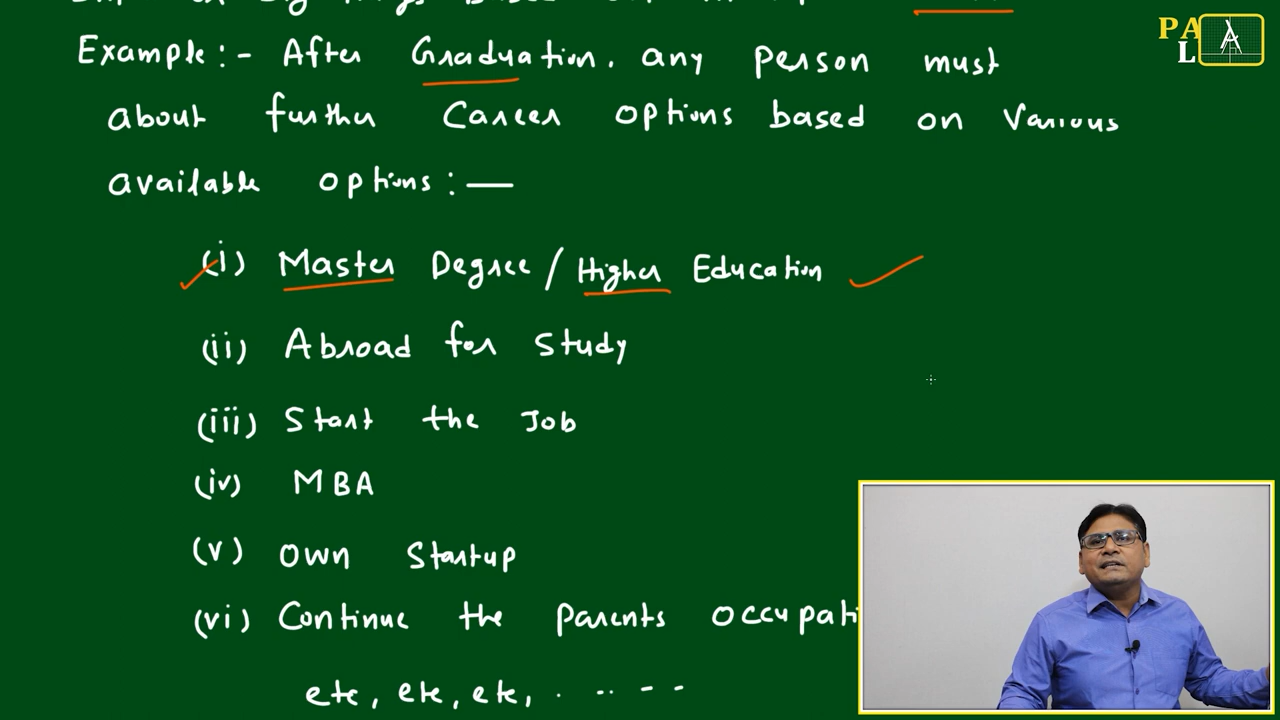 Example:- After Graduation. any person must
about further Career options based on Various
available options:—
(i) Master Degree / Higher Education
(ii) Abroad for Study
(iii) Start the Job
(iv) MBA
(v) Own Startup
(vi) Continue the parents
etc, etc, etc, . .. - -
PA
L